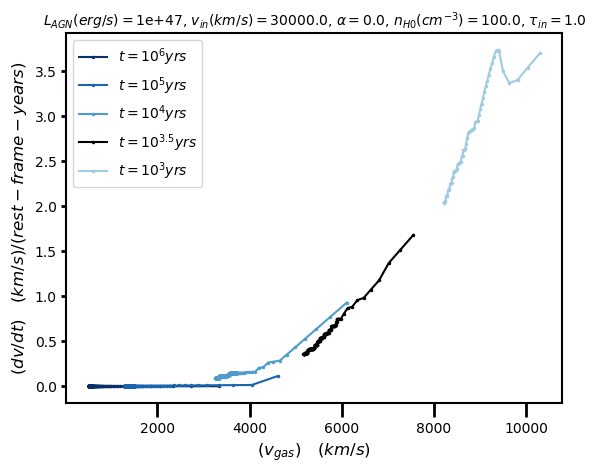 L_AGN(erg/s) = 1e+47, v_in(km/s) = 30000.0, α = 0.0, n_H0(cm^−3) = 100.0, τ_in = 1.0
t = 10^6 yrs
t = 10^5 yrs
t = 10^4 yrs
t = 10^3.5 yrs
t = 10^3 yrs
(dv/dt) (km/s)/(rest − frame − years)
3.5
3.0
2.5
2.0
1.5
1.0
0.5
0.0
2000 4000 6000 8000 10000
(v_gas) (km/s)